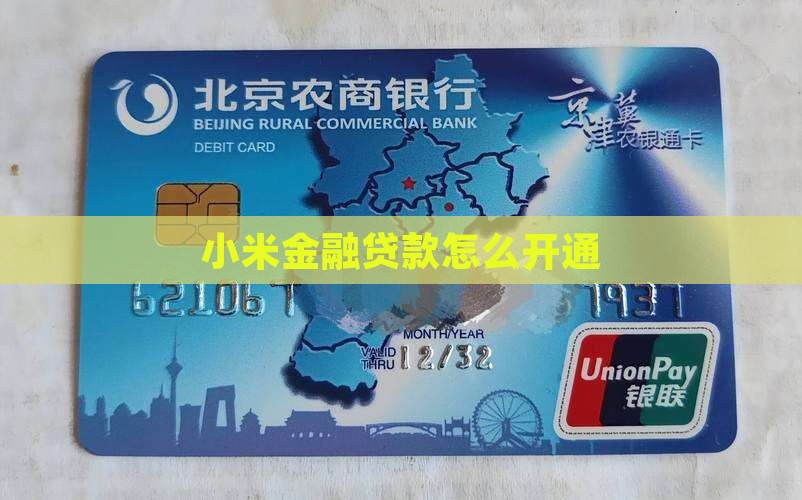 北京农商银行
BEIJING RURAL COMMERCIAL BANK
DEBIT CARD
京津冀
农银通卡
小米金融贷款怎么开通
621067
7937
MONTH/YEAR
VALID THRU 12/32
UnionPay
银联